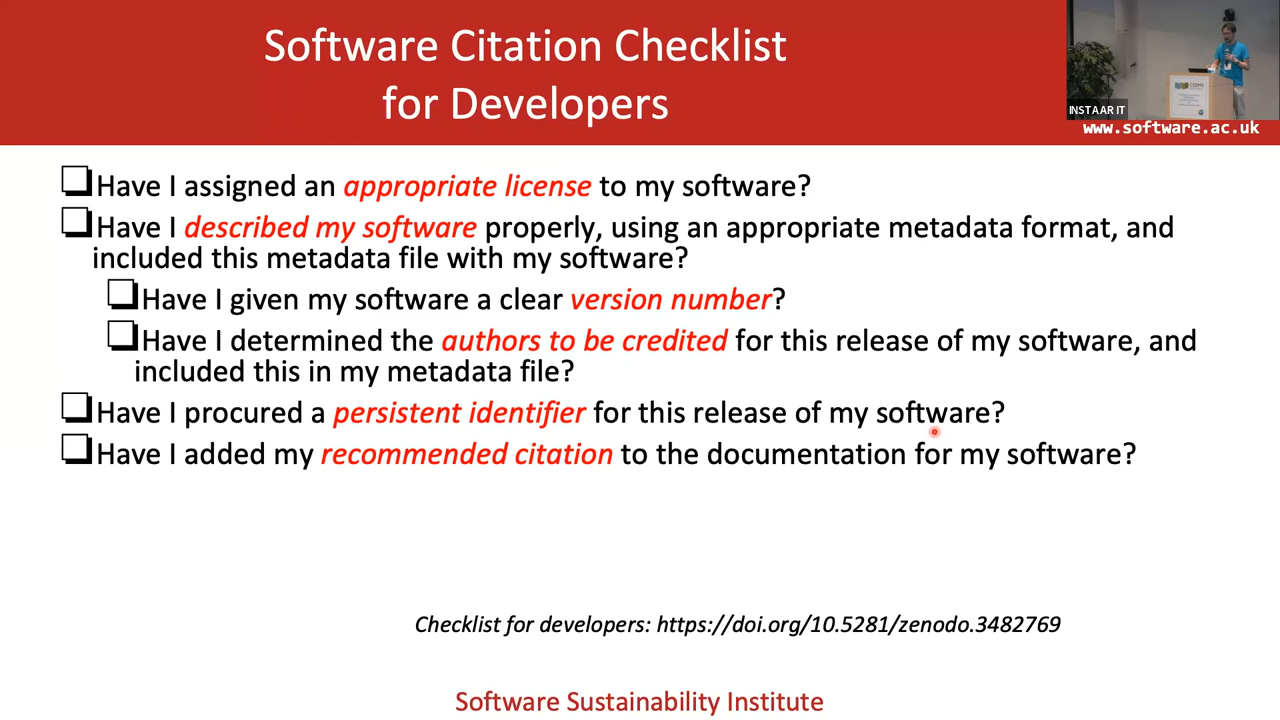 Software Citation Checklist
for Developers
INSTAAR IT
www.software.ac.uk
Have I assigned an appropriate license to my software?
Have I described my software properly, using an appropriate metadata format, and
included this metadata file with my software?
Have I given my software a clear version number?
Have I determined the authors to be credited for this release of my software, and
included this in my metadata file?
Have I procured a persistent identifier for this release of my software?
Have I added my recommended citation to the documentation for my software?
Checklist for developers: https://doi.org/10.5281/zenodo.3482769
Software Sustainability Institute